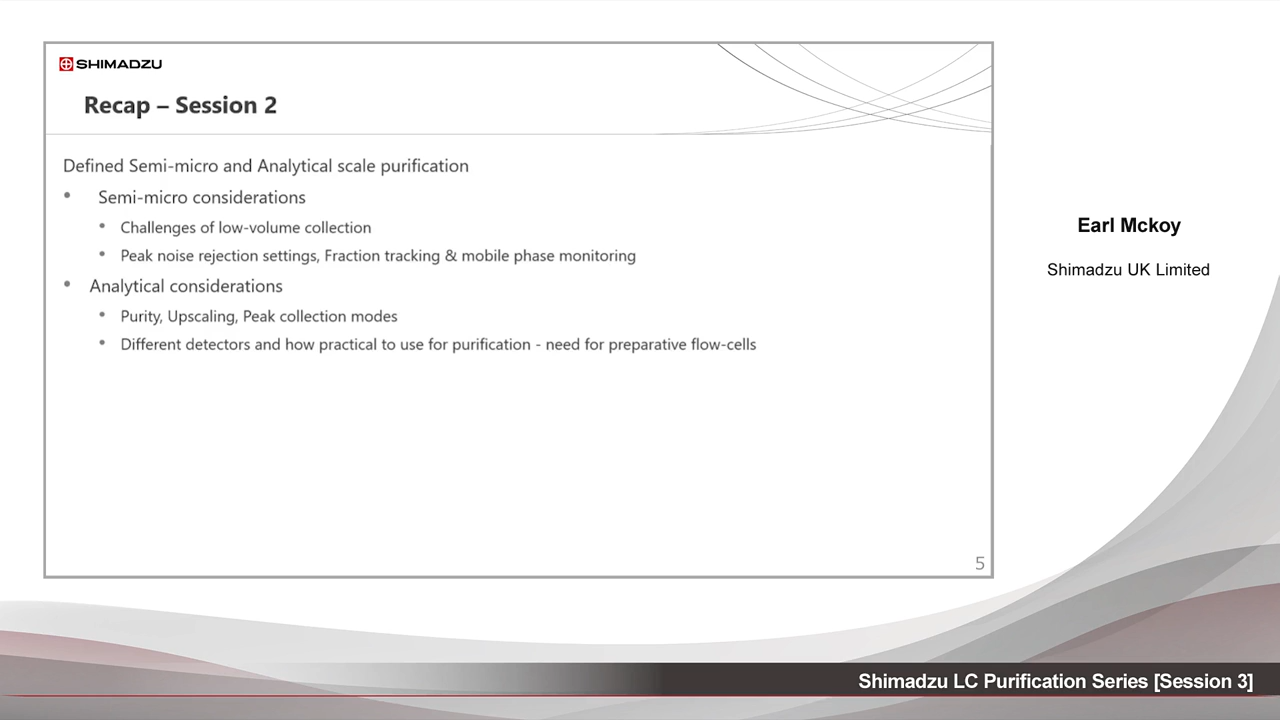 SHIMADZU
Recap – Session 2
Defined Semi-micro and Analytical scale purification
• Semi-micro considerations
• Challenges of low-volume collection
• Peak noise rejection settings, Fraction tracking & mobile phase monitoring
• Analytical considerations
• Purity, Upscaling, Peak collection modes
• Different detectors and how practical to use for purification - need for preparative flow-cells
5
Earl Mckoy
Shimadzu UK Limited
Shimadzu LC Purification Series [Session 3]